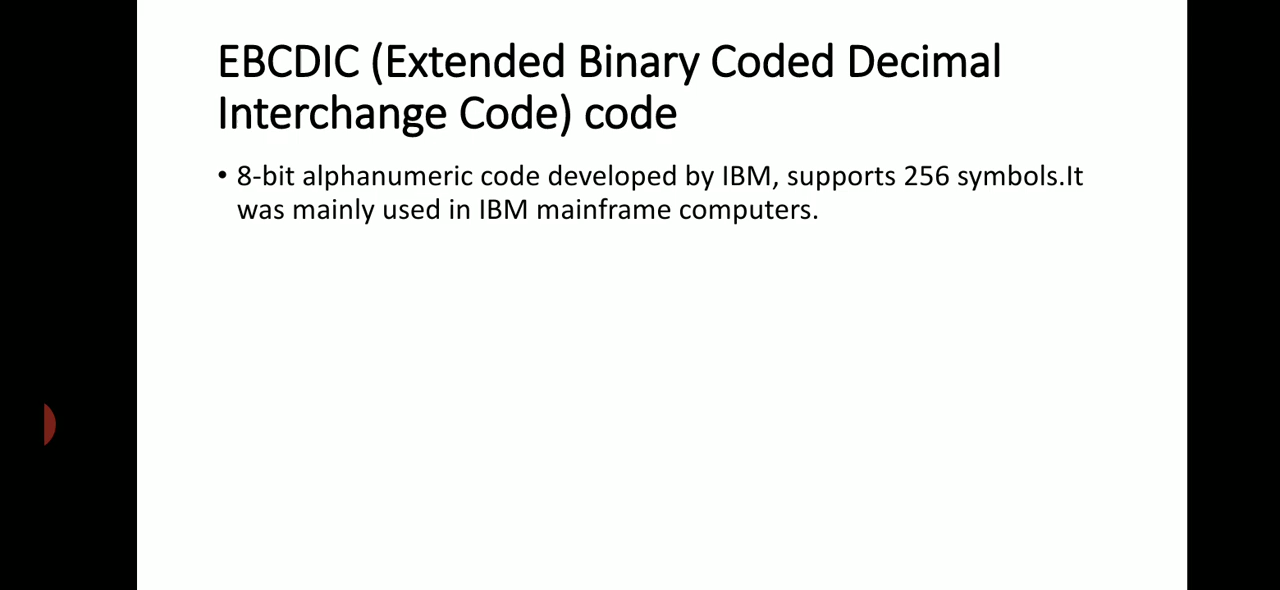 EBCDIC (Extended Binary Coded Decimal
Interchange Code) code
• 8-bit alphanumeric code developed by IBM, supports 256 symbols.It
was mainly used in IBM mainframe computers.